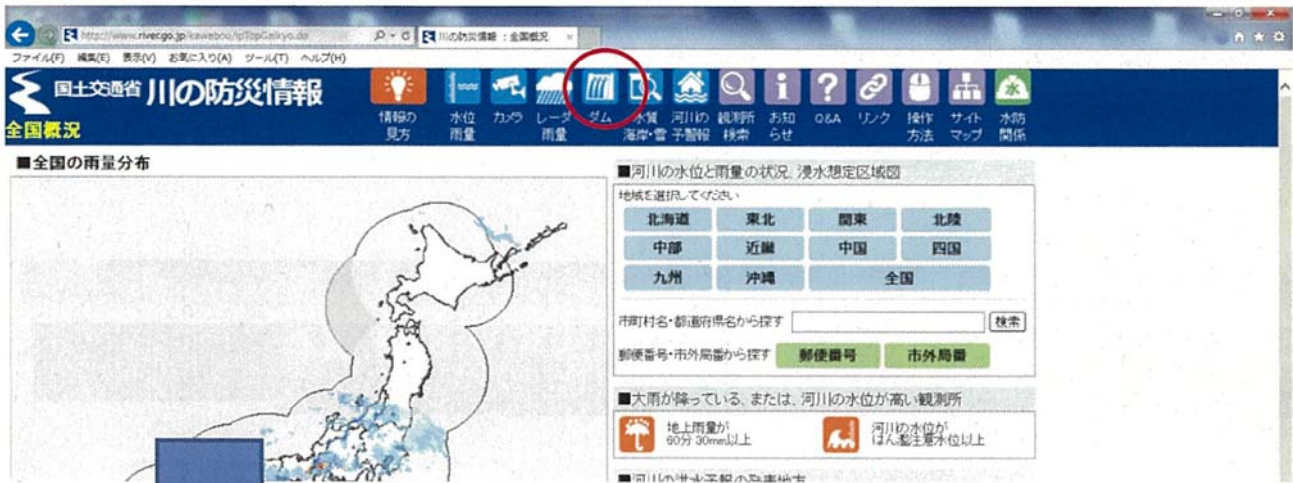 http://www.river.go.jp/kawabou/ipTopGaikyo.do
川の防災情報 : 全国概況
ファイル(F) 編集(E) 表示(V) お気に入り(A) ツール(T) ヘルプ(H)
国土交通省 川の防災情報
全国概況
情報の見方
水位雨量
カメラ
レーダ雨量
ダム
水質海岸・雪
河川の予警報
観測所検索
お知らせ
Q&A
リンク
操作方法
サイトマップ
水防関係
■全国の雨量分布
■河川の水位と雨量の状況、浸水想定区域図
地域を選択してください
北海道 東北 関東 北陸
中部 近畿 中国 四国
九州 沖縄 全国
市町村名・都道府県名から探す 検索
郵便番号・市外局番から探す 郵便番号 市外局番
■大雨が降っている、または、河川の水位が高い観測所
地上雨量が
60分 30mm以上
河川の水位が
はん濫注意水位以上
■河川の洪水予報の発表地方